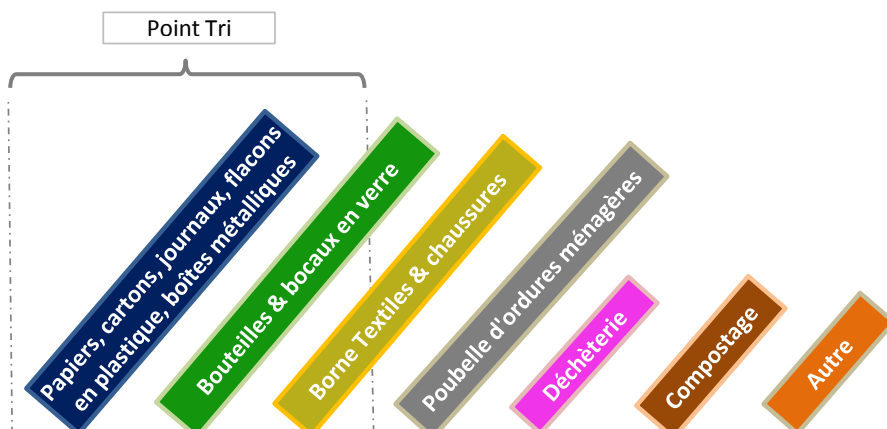 Point Tri
Papiers, cartons, journaux, flacons
en plastique, boîtes métalliques
Bouteilles & bocaux en verre
Borne Textiles & chaussures
Poubelle d'ordures ménagères
Déchèterie
Compostage
Autre